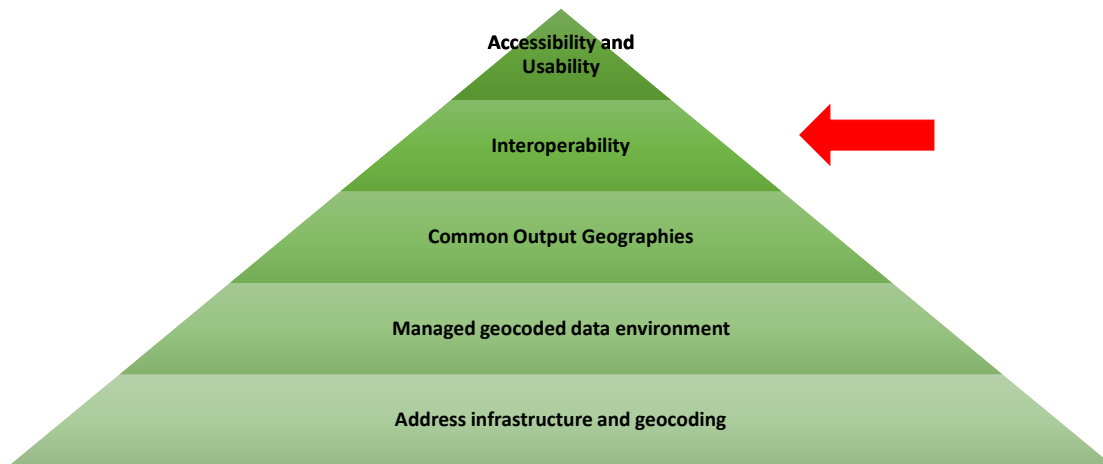 Accessibility and
Usability
Interoperability
Common Output Geographies
Managed geocoded data environment
Address infrastructure and geocoding